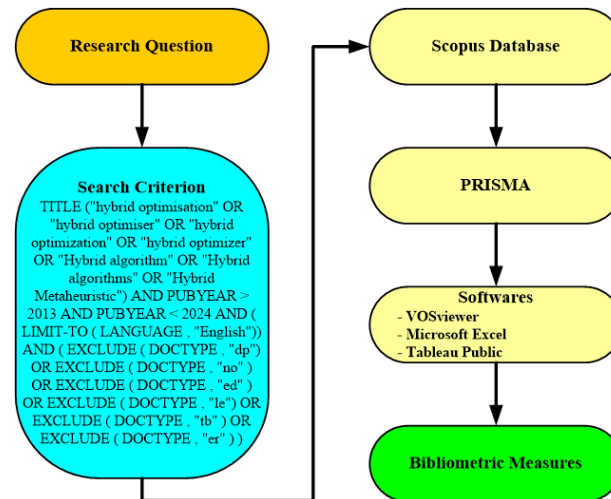 Research Question
Search Criterion
TITLE ("hybrid optimisation" OR
"hybrid optimiser" OR "hybrid
optimization" OR "hybrid optimizer"
OR "Hybrid algorithm" OR "Hybrid
algorithms" OR "Hybrid
Metaheuristic") AND PUBYEAR >
2013 AND PUBYEAR < 2024 AND (
LIMIT-TO ( LANGUAGE , "English"))
AND ( EXCLUDE ( DOCTYPE , "dp")
OR EXCLUDE ( DOCTYPE , "no" )
OR EXCLUDE ( DOCTYPE , "ed" )
OR EXCLUDE ( DOCTYPE , "le") OR
EXCLUDE ( DOCTYPE , "tb" ) OR
EXCLUDE ( DOCTYPE , "er" ) )
Scopus Database
PRISMA
Softwares
- VOSviewer
- Microsoft Excel
- Tableau Public
Bibliometric Measures